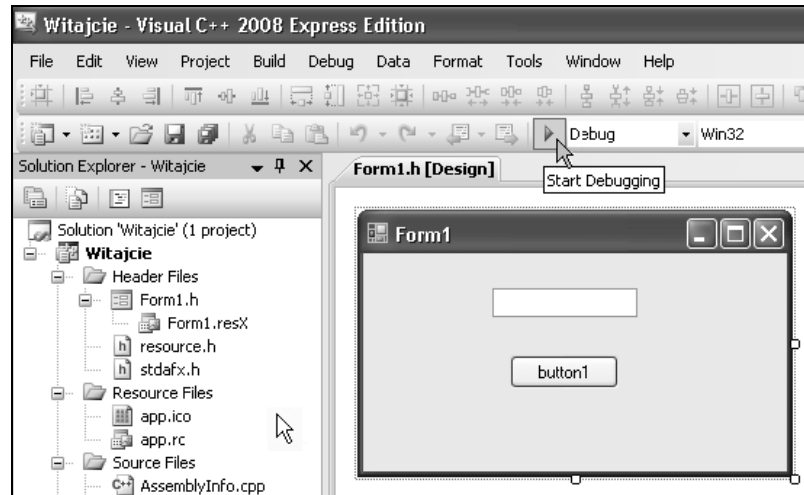 Witajcie - Visual C++ 2008 Express Edition
File Edit View Project Build Debug Data Format Tools Window Help
Debug Win32
Start Debugging
Solution Explorer - Witajcie
Form1.h [Design]
Solution 'Witajcie' (1 project)
Witajcie
Header Files
Form1.h
Form1.resX
resource.h
stdafx.h
Resource Files
app.ico
app.rc
Source Files
AssemblyInfo.cpp
Form1
button1